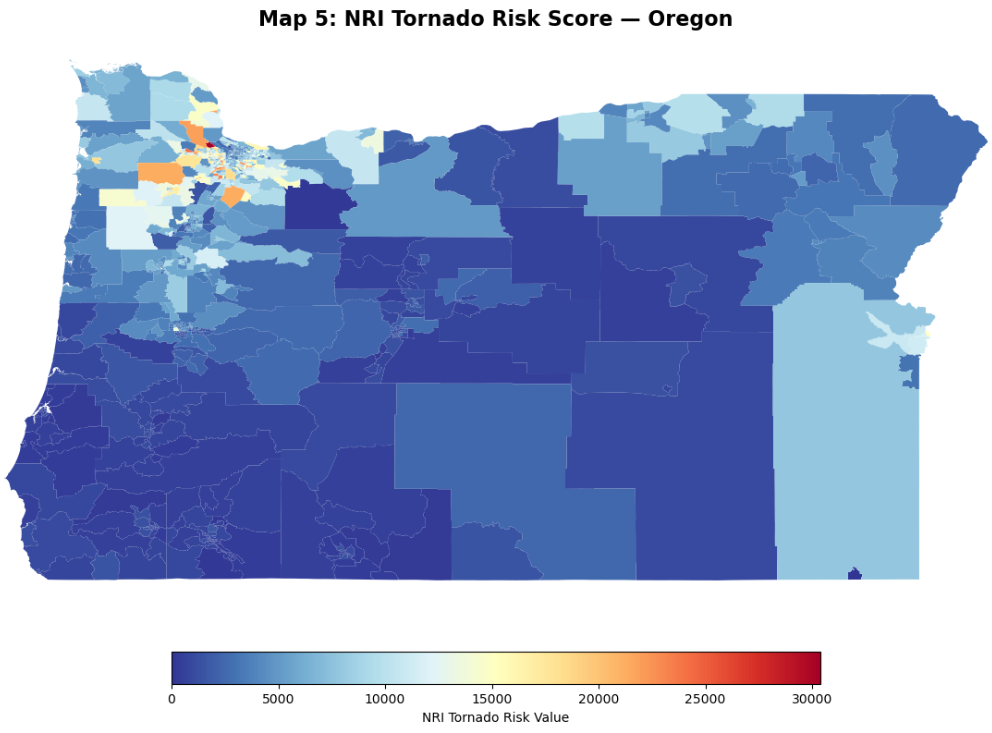 Map 5: NRI Tornado Risk Score — Oregon
0 5000 10000 15000 20000 25000 30000
NRI Tornado Risk Value